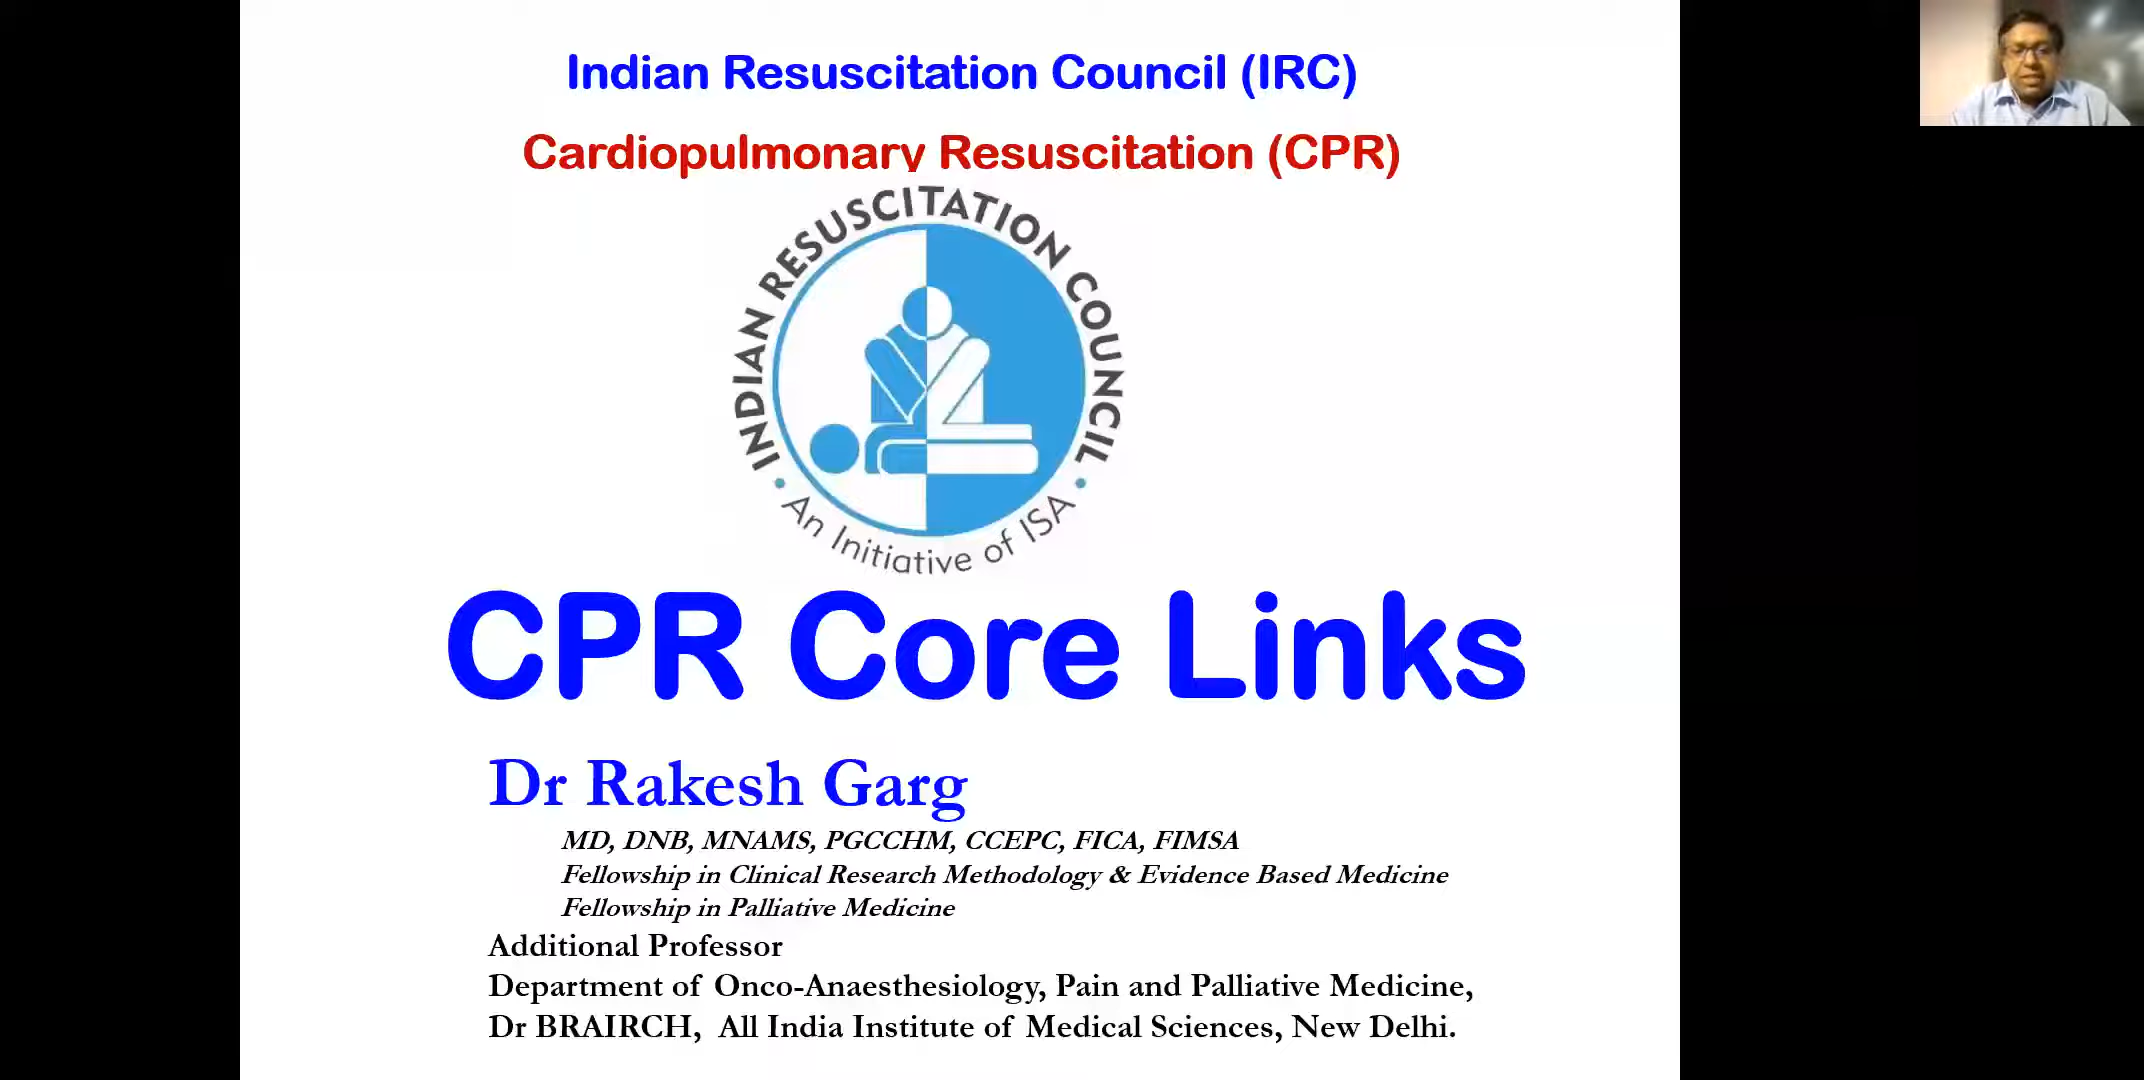 Indian Resuscitation Council (IRC)
Cardiopulmonary Resuscitation (CPR)
INDIAN RESUSCITATION COUNCIL
• An Initiative of ISA •
CPR Core Links
Dr Rakesh Garg
MD, DNB, MNAMS, PGCCHM, CCEPC, FICA, FIMSA
Fellowship in Clinical Research Methodology & Evidence Based Medicine
Fellowship in Palliative Medicine
Additional Professor
Department of Onco-Anaesthesiology, Pain and Palliative Medicine,
Dr BRAIRCH, All India Institute of Medical Sciences, New Delhi.